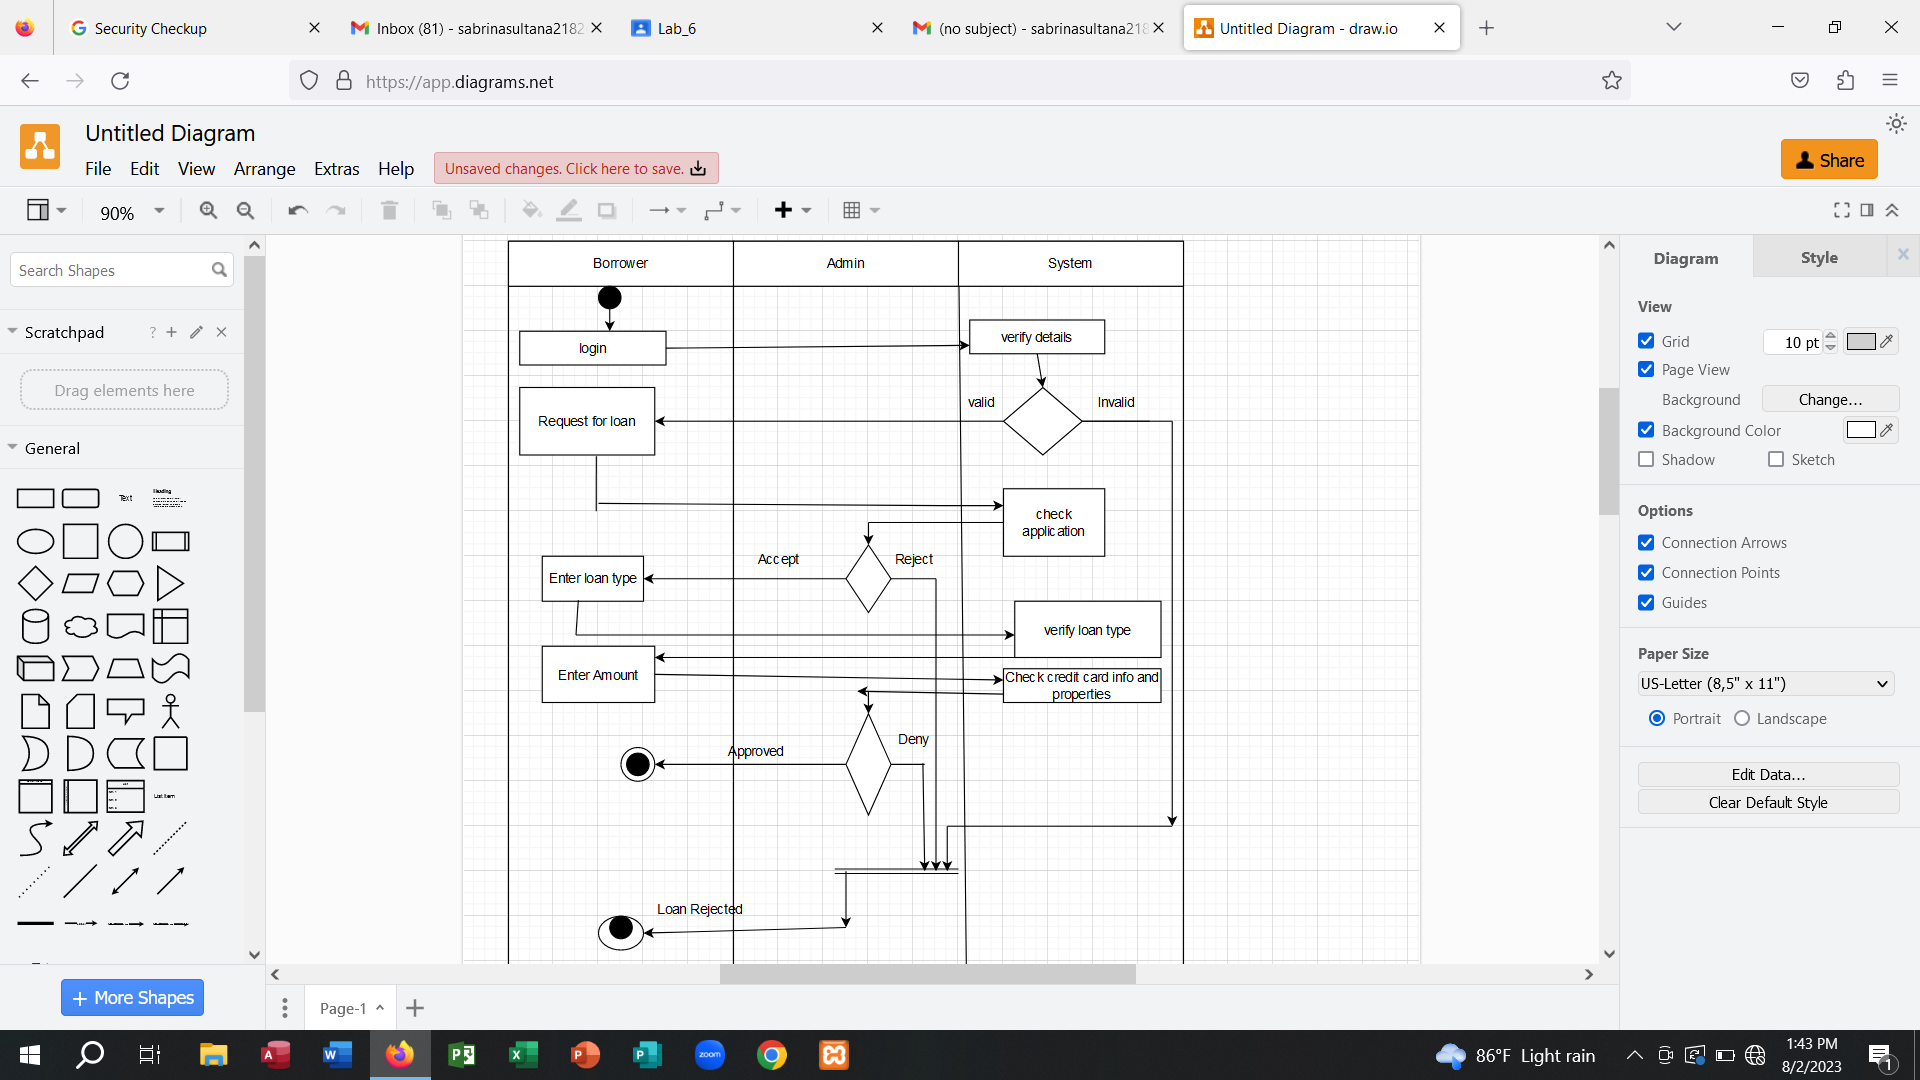 Security Checkup
Inbox (81) - sabrinasultana2182
Lab_6
(no subject) - sabrinasultana218
Untitled Diagram - draw.io
https://app.diagrams.net
Untitled Diagram
File Edit View Arrange Extras Help
Unsaved changes. Click here to save.
Share
90%
Search Shapes
Scratchpad
?
Drag elements here
General
Text
Heading
List Item
More Shapes
Borrower Admin System
login
verify details
valid
Invalid
Request for loan
check
application
Accept
Reject
Enter loan type
verify loan type
Enter Amount
Check credit card info and
properties
Approved
Deny
Loan Rejected
Page-1
Diagram Style
View
Grid 10 pt
Page View
Background Change...
Background Color
Shadow Sketch
Options
Connection Arrows
Connection Points
Guides
Paper Size
US-Letter (8,5" x 11")
Portrait Landscape
Edit Data...
Clear Default Style
zoom
86°F Light rain
1:43 PM
8/2/2023
1